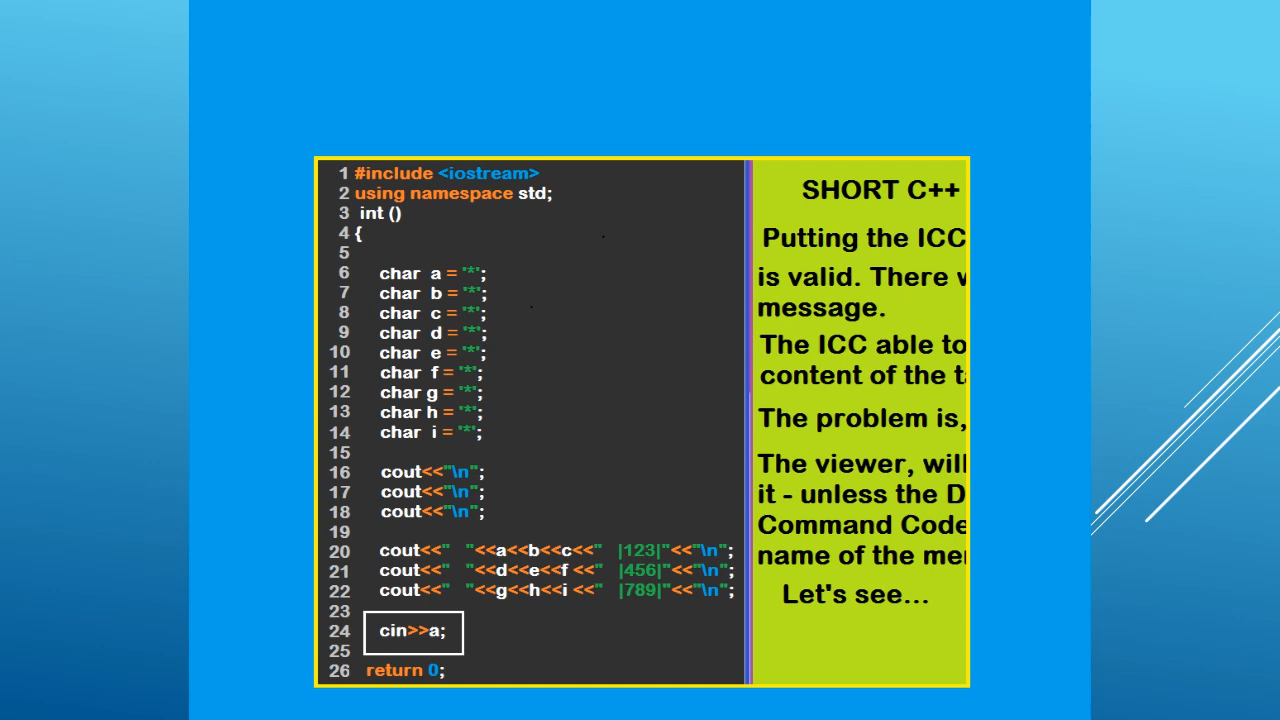 1 #include <iostream>
2 using namespace std;
3 int ()
4 {
5
6 char a = '*';
7 char b = '*';
8 char c = '*';
9 char d = '*';
10 char e = '*';
11 char f = '*';
12 char g = '*';
13 char h = '*';
14 char i = '*';
15
16 cout<<"\n";
17 cout<<"\n";
18 cout<<"\n";
19
20 cout<<" "<<a<<b<<c<<" |123|"<<"\n";
21 cout<<" "<<d<<e<<f <<" |456|"<<"\n";
22 cout<<" "<<g<<h<<i <<" |789|"<<"\n";
23
24 cin>>a;
25
26 return 0;
SHORT C++
Putting the ICC
is valid. There
message.
The ICC able to
content of the
The problem is,
The viewer, will
it - unless the D
Command Code
name of the
Let's see...